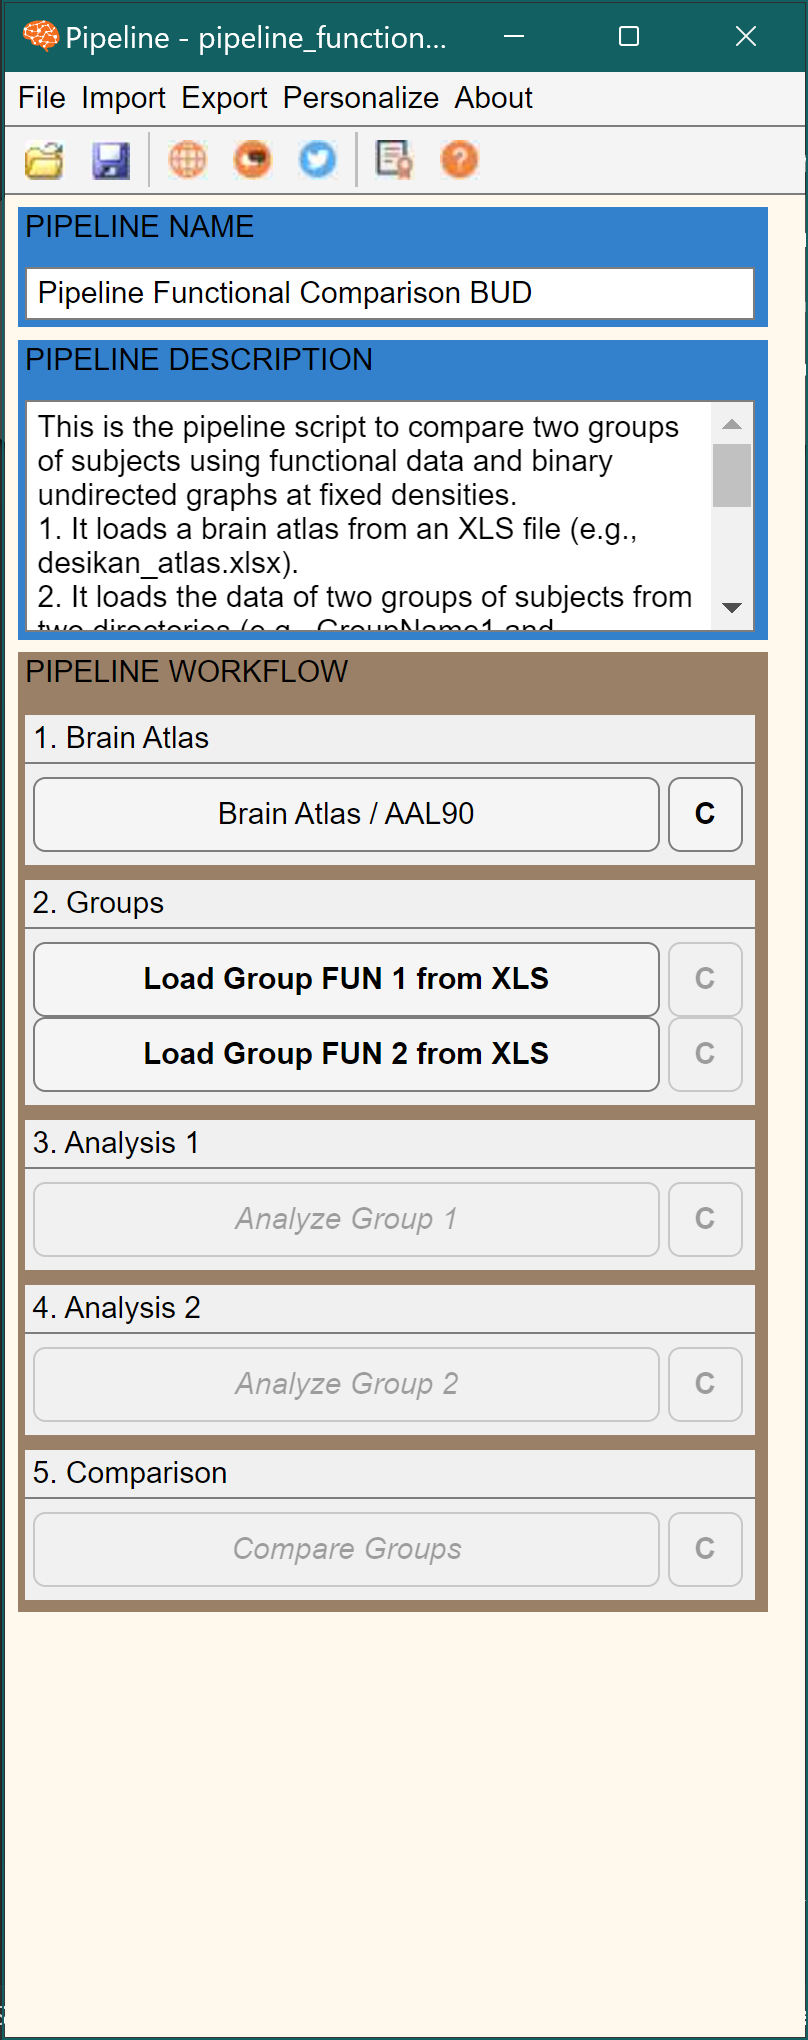 Pipeline - pipeline_function...
File Import Export Personalize About
PIPELINE NAME
Pipeline Functional Comparison BUD
PIPELINE DESCRIPTION
This is the pipeline script to compare two groups
of subjects using functional data and binary
undirected graphs at fixed densities.
1. It loads a brain atlas from an XLS file (e.g.,
desikan_atlas.xlsx).
2. It loads the data of two groups of subjects from
two directories (e.g., GroupName1 and
PIPELINE WORKFLOW
1. Brain Atlas
Brain Atlas / AAL90 C
2. Groups
Load Group FUN 1 from XLS C
Load Group FUN 2 from XLS C
3. Analysis 1
Analyze Group 1 C
4. Analysis 2
Analyze Group 2 C
5. Comparison
Compare Groups C